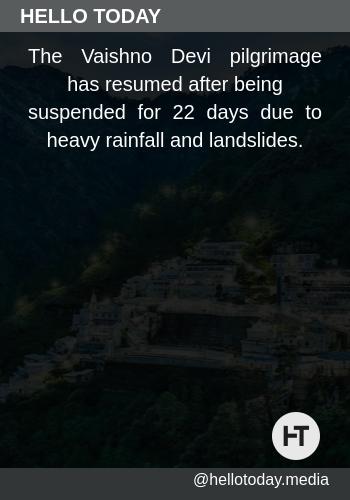 HELLO TODAY
The Vaishno Devi pilgrimage
has resumed after being
suspended for 22 days due to
heavy rainfall and landslides.
HT
@hellotoday.media